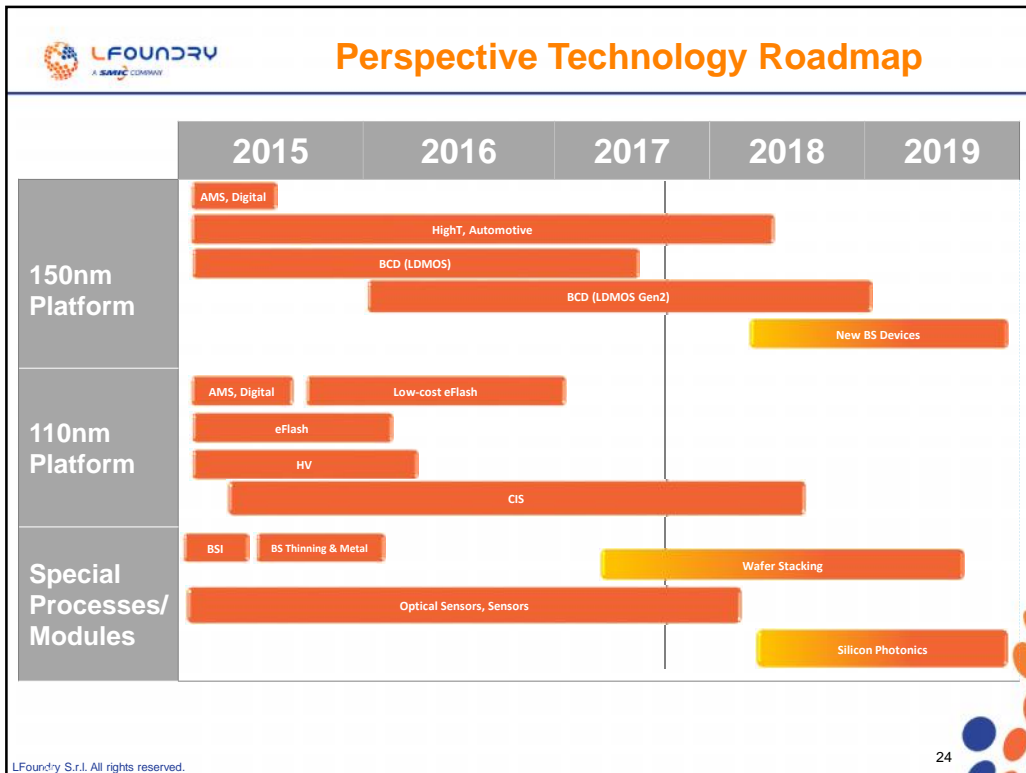 LFOUNDRY
A SMIC COMPANY
Perspective Technology Roadmap
2015 2016 2017 2018 2019
150nm
Platform
AMS, Digital
HighT, Automotive
BCD (LDMOS)
BCD (LDMOS Gen2)
New BS Devices
110nm
Platform
AMS, Digital Low-cost eFlash
eFlash
HV
CIS
Special
Processes/
Modules
BSI BS Thinning & Metal
Wafer Stacking
Optical Sensors, Sensors
Silicon Photonics
24
LFoundry S.r.l. All rights reserved.